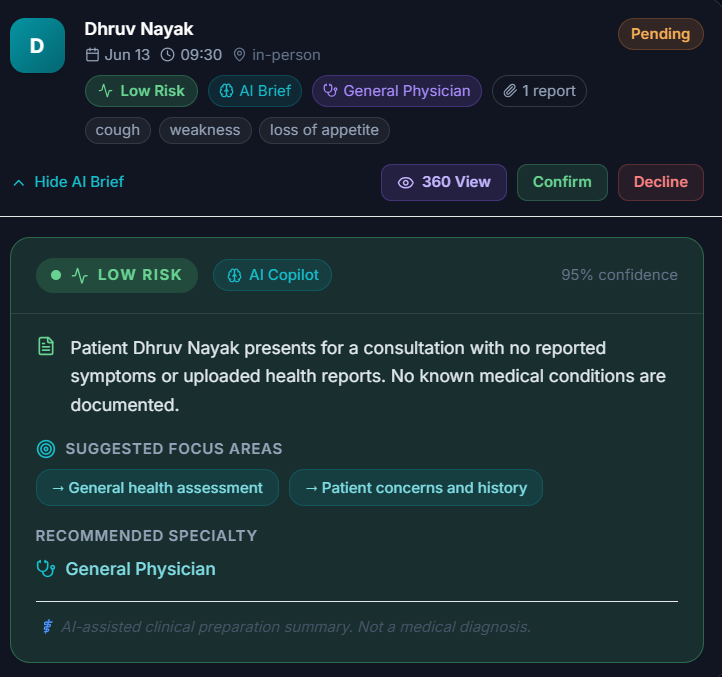 D
Dhruv Nayak
Pending
Jun 13 09:30 in-person
Low Risk AI Brief General Physician 1 report
cough weakness loss of appetite
Hide AI Brief 360 View Confirm Decline
LOW RISK AI Copilot 95% confidence
Patient Dhruv Nayak presents for a consultation with no reported
symptoms or uploaded health reports. No known medical conditions are
documented.
SUGGESTED FOCUS AREAS
→ General health assessment → Patient concerns and history
RECOMMENDED SPECIALTY
General Physician
AI-assisted clinical preparation summary. Not a medical diagnosis.